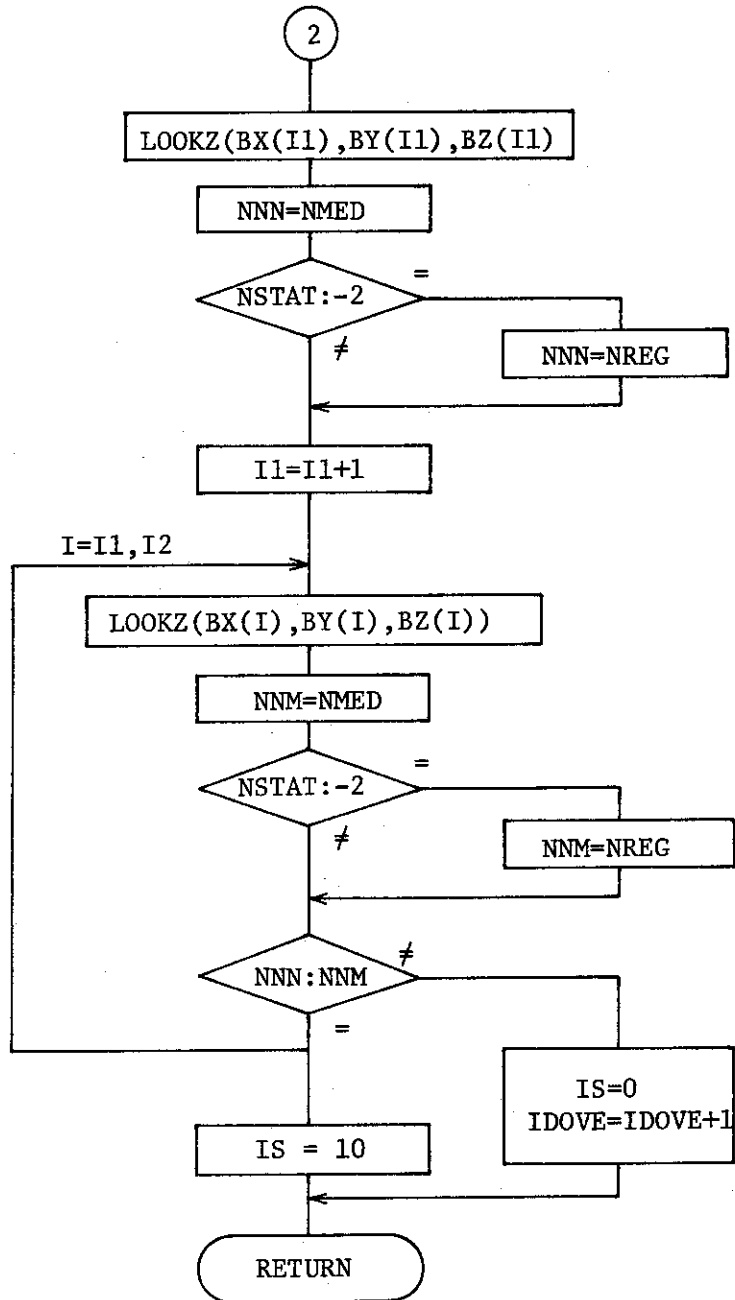 2
LOOKZ(BX(I1),BY(I1),BZ(I1)
NNN=NMED
=
NSTAT:-2
≠
NNN=NREG
I1=I1+1
I=I1,I2
LOOKZ(BX(I),BY(I),BZ(I))
NNM=NMED
=
NSTAT:-2
≠
NNM=NREG
≠
NNN:NNM
=
IS=0
IDOVE=IDOVE+1
IS = 10
RETURN